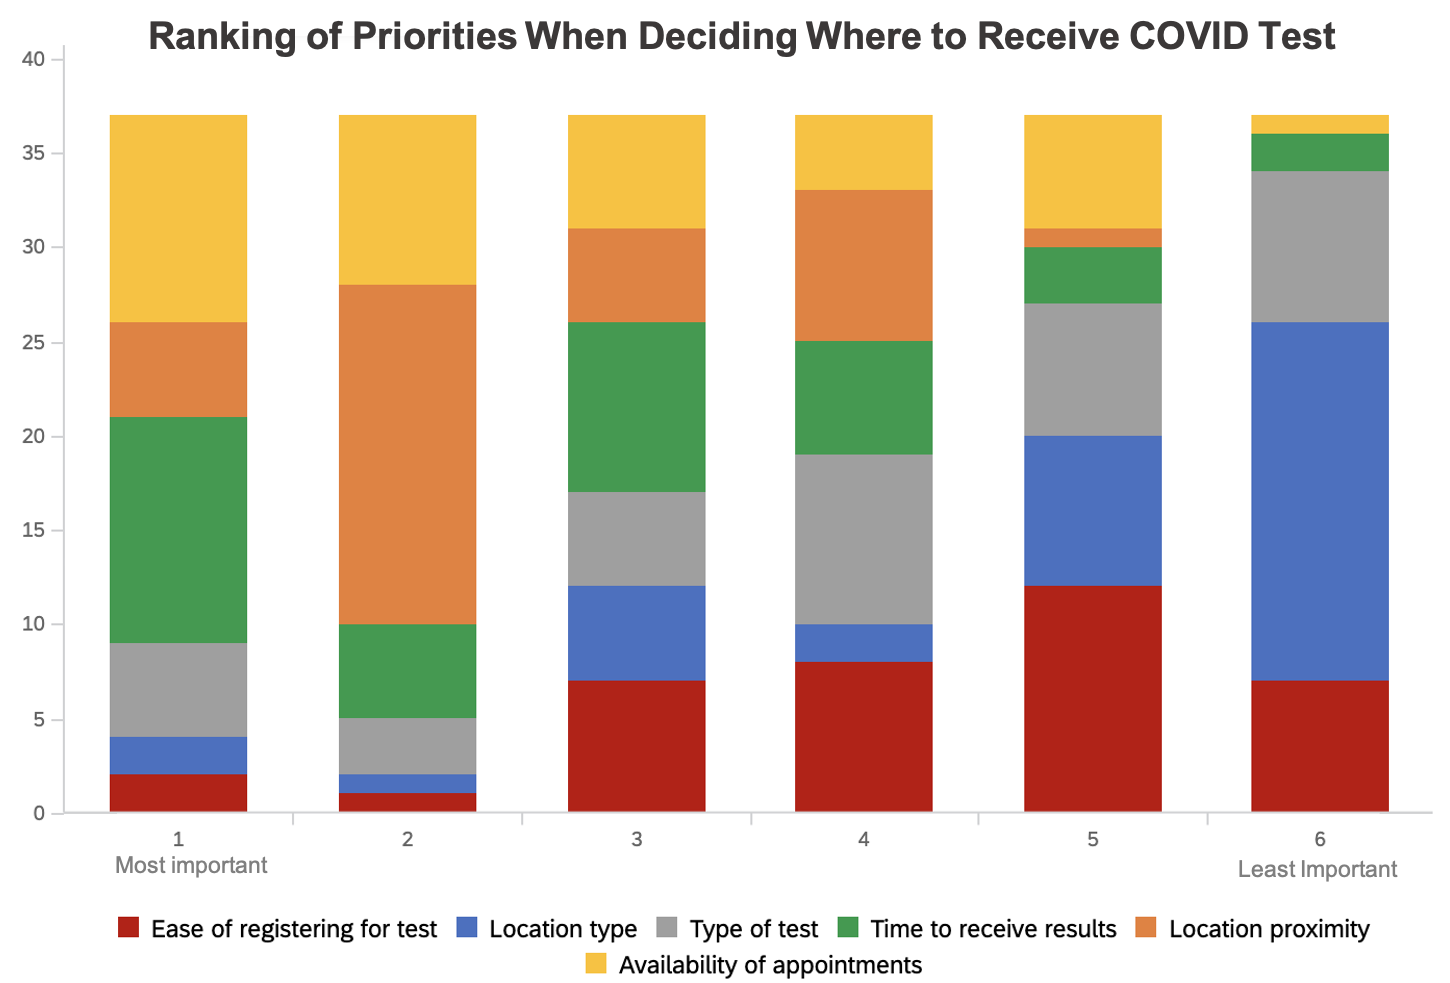 Ranking of Priorities When Deciding Where to Receive COVID Test
40
35
30
25
20
15
10
5
0
1 2 3 4 5 6
Most important Least Important
Ease of registering for test Location type Type of test Time to receive results Location proximity
Availability of appointments